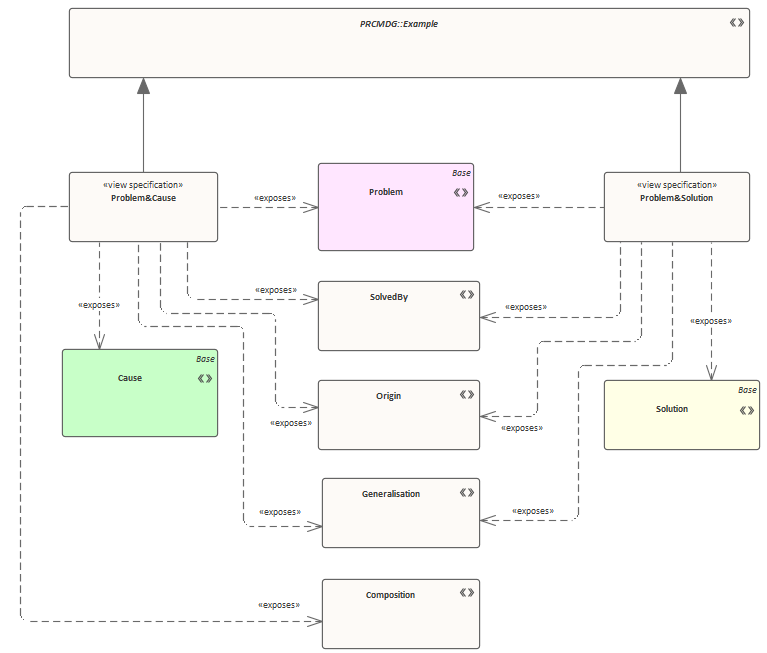 PRCMDG::Example
«view specification»
Problem&Cause
«exposes»
Base
Problem
«exposes»
«view specification»
Problem&Solution
«exposes»
SolvedBy
«exposes»
«exposes»
«exposes»
Base
Cause
Origin
«exposes»
«exposes»
Base
Solution
Generalisation
«exposes»
«exposes»
Composition
«exposes»